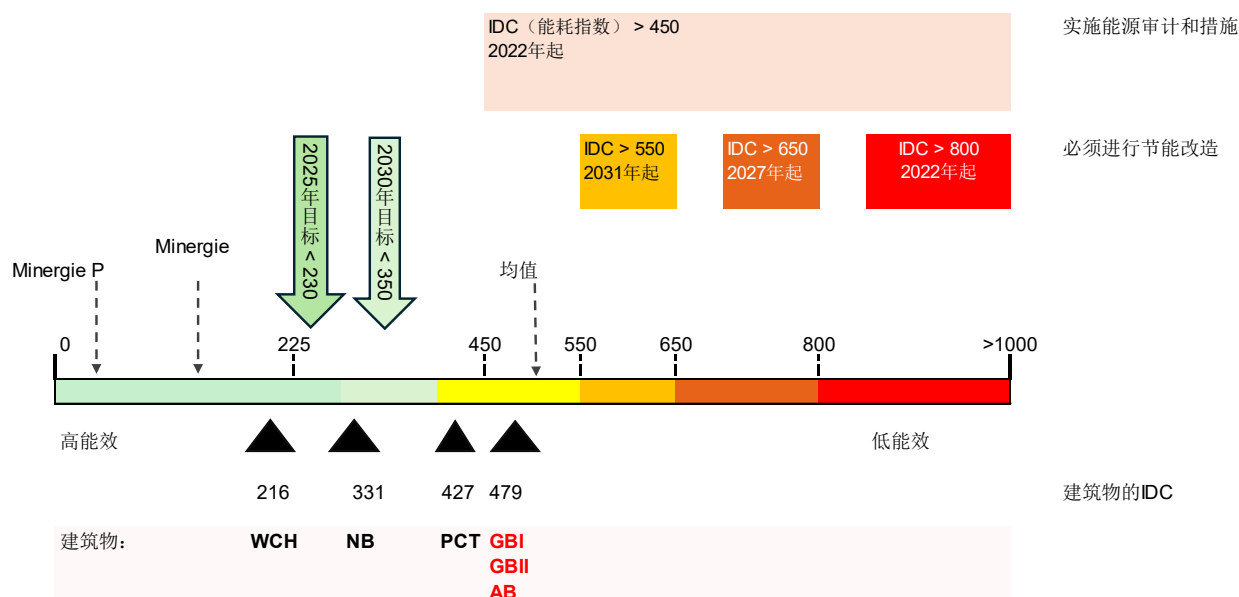 IDC（能耗指数）> 450
2022年起
实施能源审计和措施
IDC > 550
2031年起
IDC > 650
2027年起
IDC > 800
2022年起
必须进行节能改造
2025年目标 < 230
2030年目标 < 350
Minergie P
Minergie
均值
0
225
450
550
650
800
>1000
高能效
低能效
216
331
427
479
建筑物的IDC
建筑物：
WCH
NB
PCT
GBI
GBII
AB